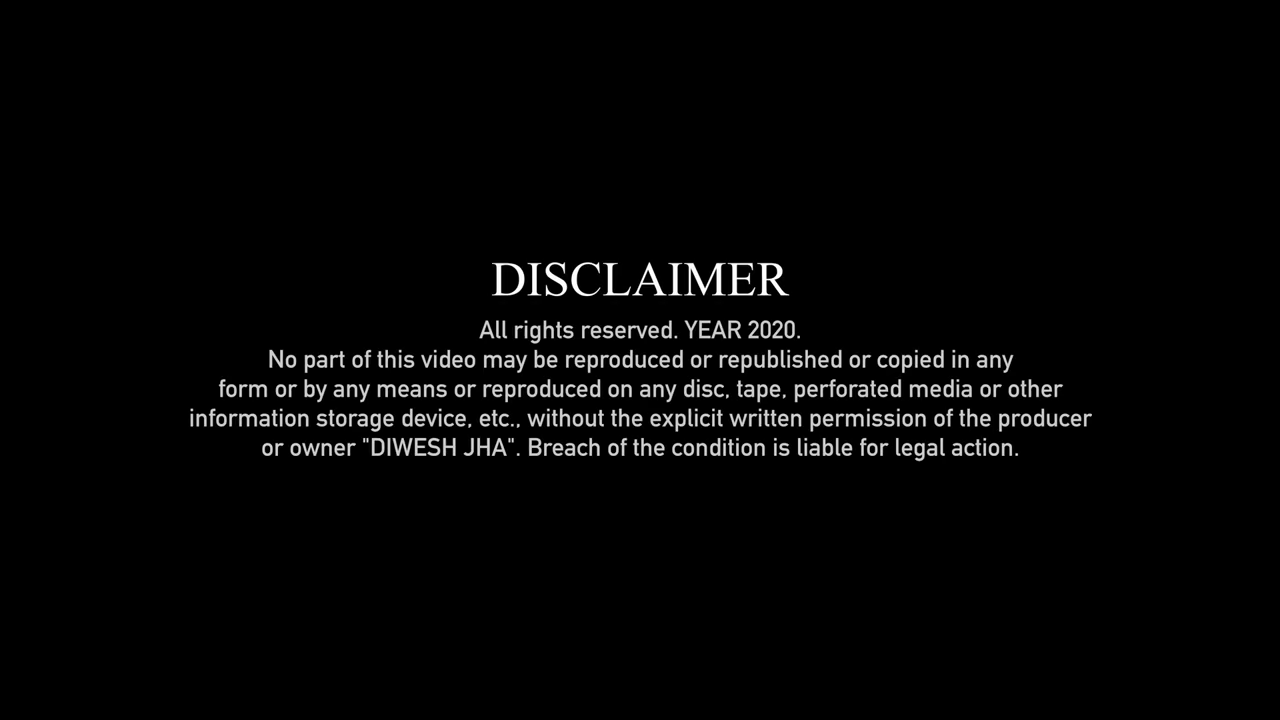 DISCLAIMER
All rights reserved. YEAR 2020.
No part of this video may be reproduced or republished or copied in any
form or by any means or reproduced on any disc, tape, perforated media or other
information storage device, etc., without the explicit written permission of the producer
or owner "DIWESH JHA". Breach of the condition is liable for legal action.